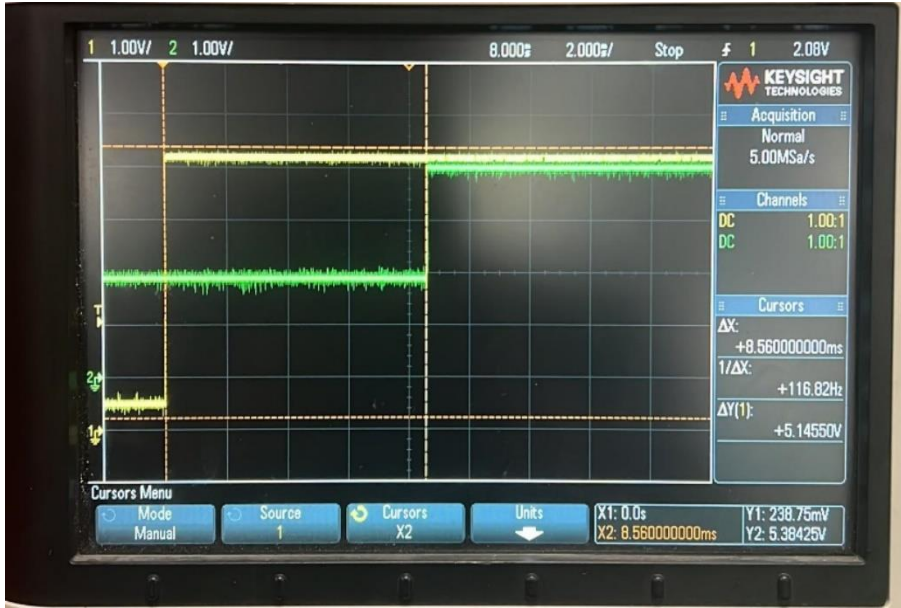 1 1.00V/ 2 1.00V/ 8.000s 2.000s/ Stop 1 2.08V
KEYSIGHT
TECHNOLOGIES
Acquisition
Normal
5.00MSa/s
Channels
DC 1.00:1
DC 1.00:1
Cursors
ΔX:
+8.560000000ms
1/ΔX:
+116.82Hz
ΔY(1):
+5.14550V
T
2
1
Cursors Menu
Mode
Manual
Source
1
Cursors
X2
Units
X1: 0.0s
X2: 8.560000000ms
Y1: 238.75mV
Y2: 5.38425V